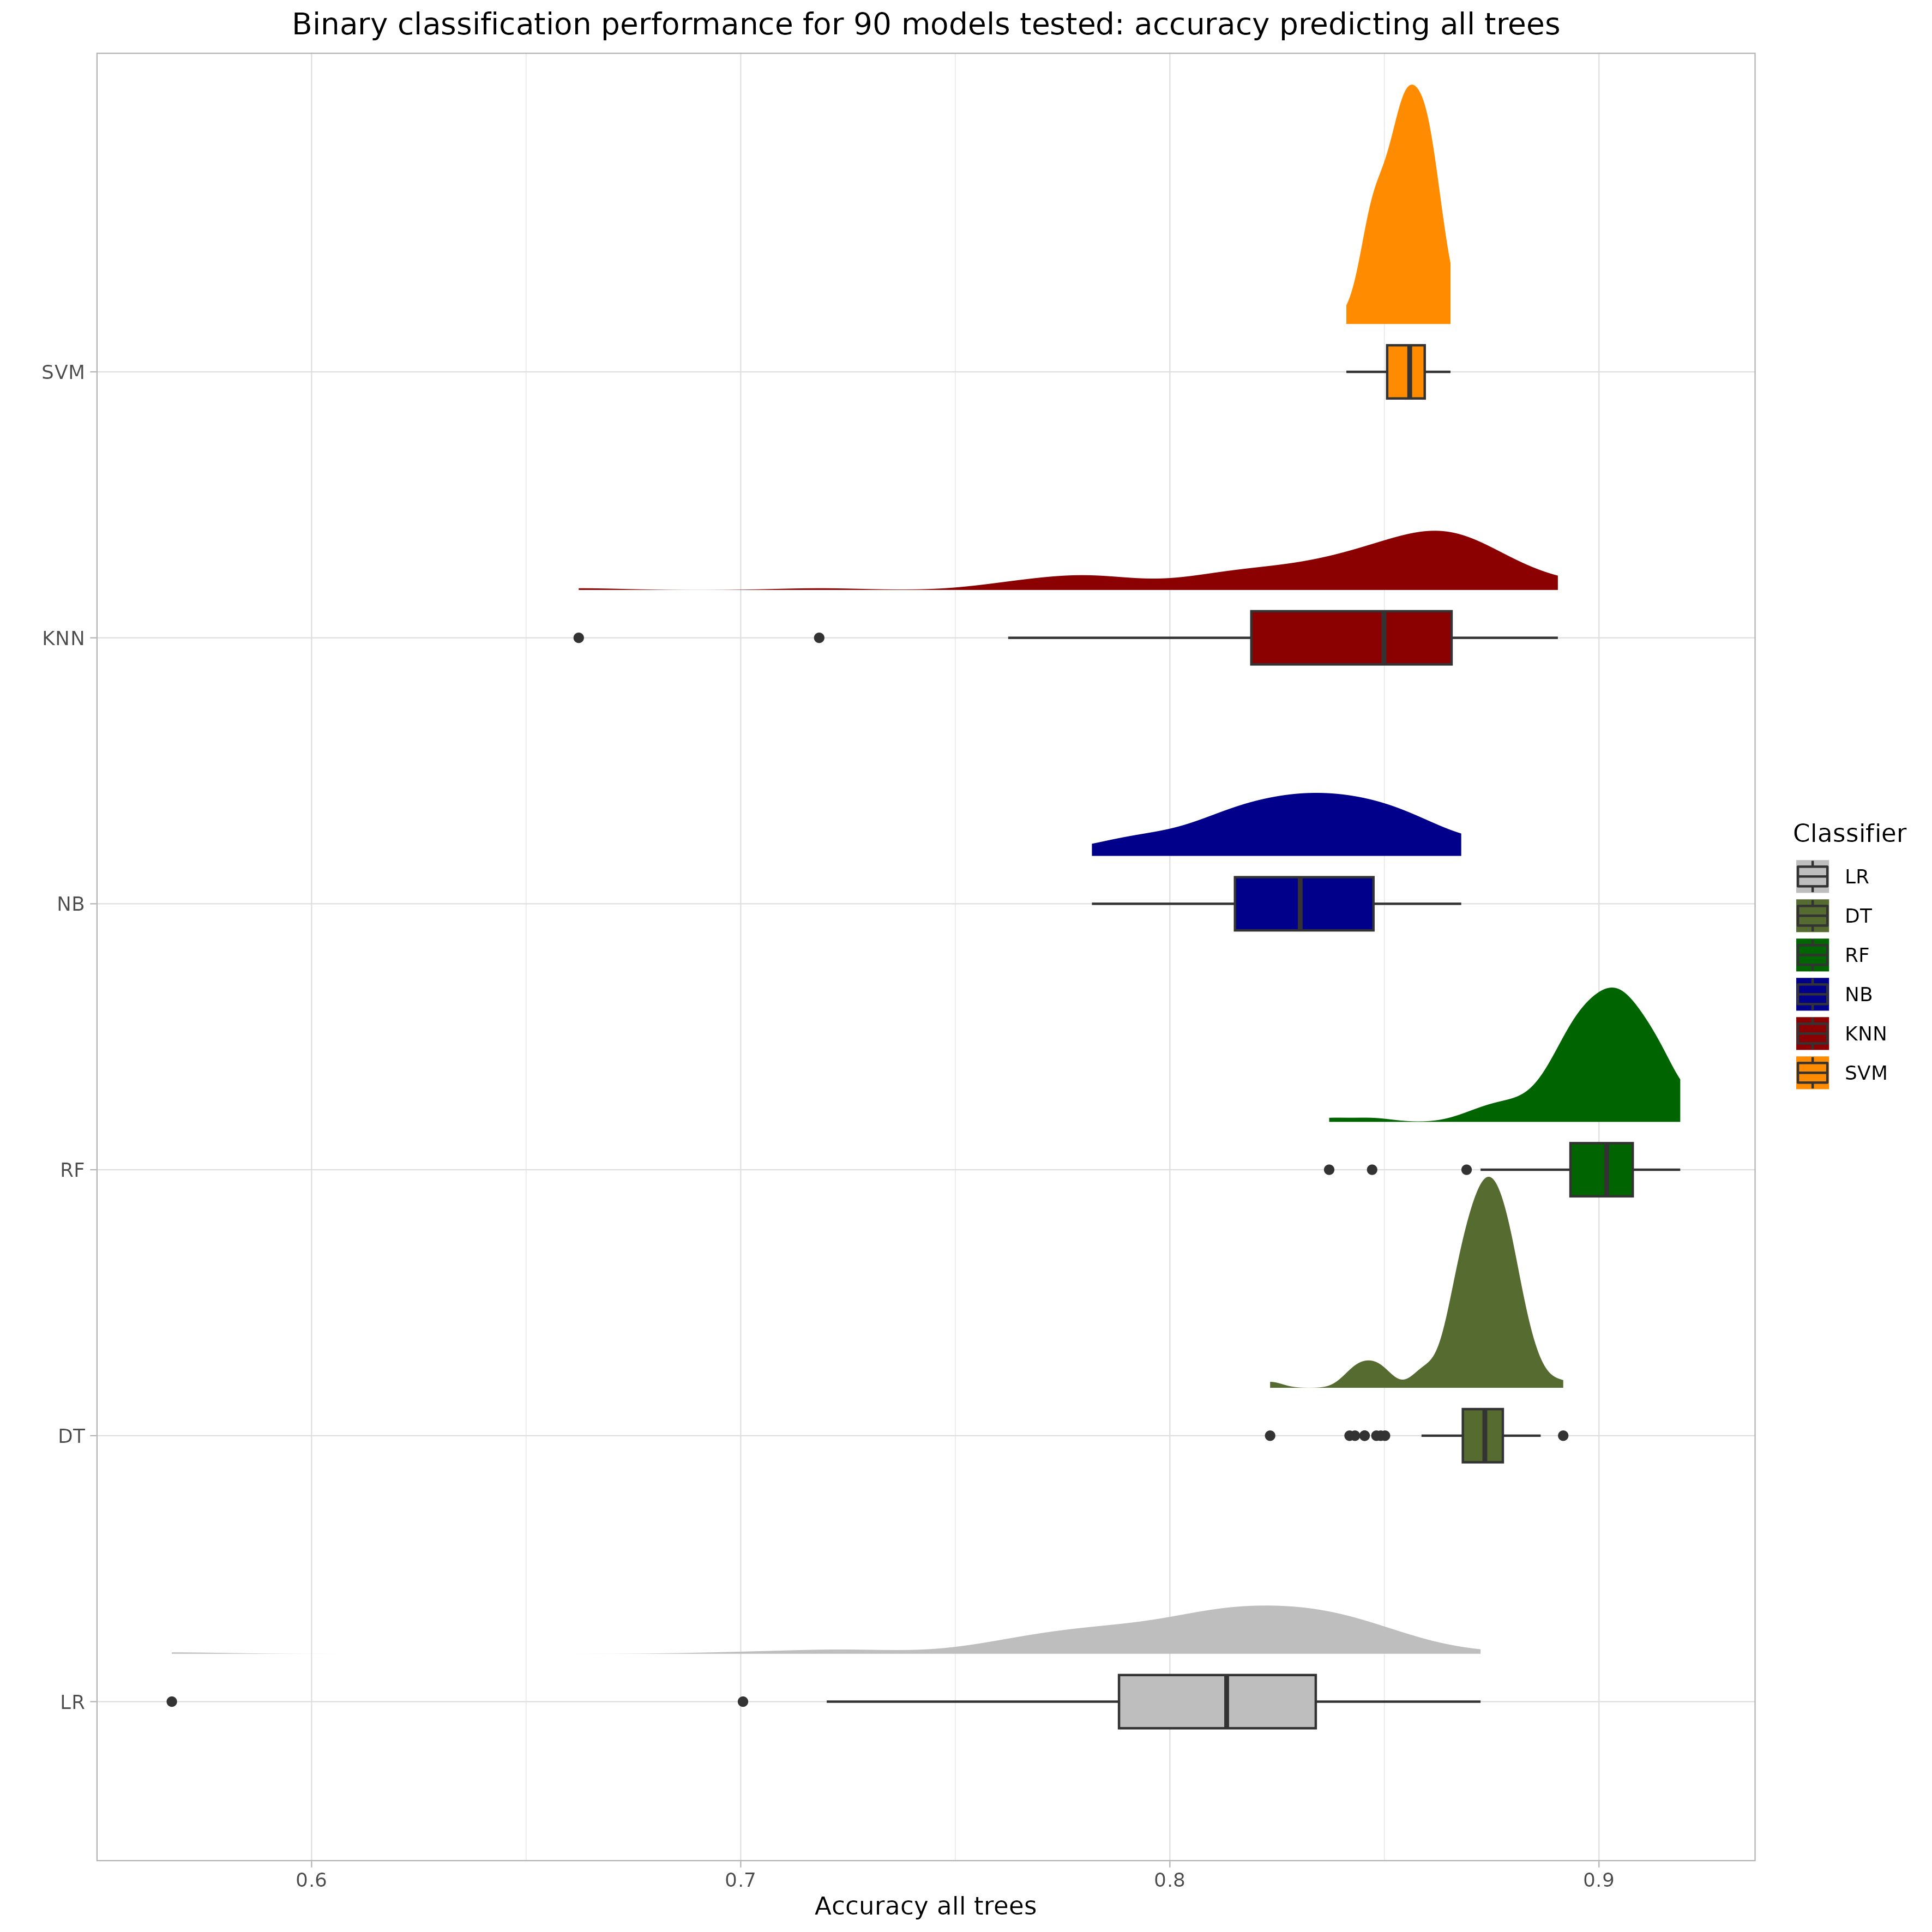 Binary classification performance for 90 models tested: accuracy predicting all trees
SVM
KNN
NB
RF
DT
LR
0.6 0.7 0.8 0.9
Accuracy all trees
Classifier
LR
DT
RF
NB
KNN
SVM